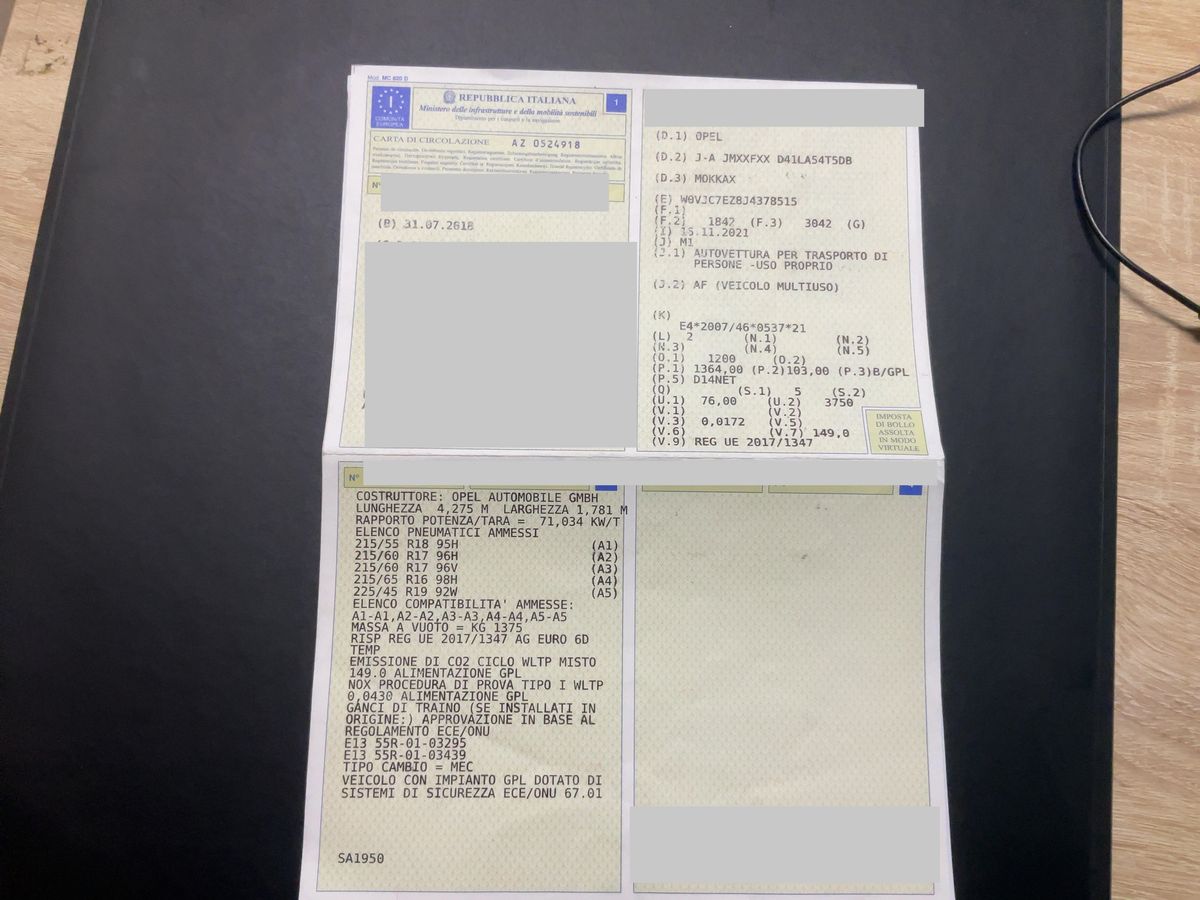 Mod. MC 820 D
REPUBBLICA ITALIANA
1
Ministero delle infrastrutture e della mobilità sostenibili
Dipartimento per i trasporti e la navigazione
I
COMUNITÀ
EUROPEA
CARTA DI CIRCOLAZIONE AZ 0524918
N°
(B) 31.07.2018
(D.1) OPEL
(D.2) J-A JMXXFXX D41LA54T5DB
(D.3) MOKKAX
(E) W0VJC7EZ8J4378515
(F.1)
(F.2) 1842 (F.3) 3042 (G)
(I) 16.11.2021
(J) M1
(J.1) AUTOVETTURA PER TRASPORTO DI
PERSONE -USO PROPRIO
(J.2) AF (VEICOLO MULTIUSO)
(K)
E4*2007/46*0537*21
(L) 2 (N.1) (N.2)
(N.3) (N.4) (N.5)
(O.1) 1200 (O.2)
(P.1) 1364,00 (P.2)103,00 (P.3)B/GPL
(P.5) D14NET
(Q) (S.1) 5 (S.2)
(U.1) 76,00 (U.2) 3750
(V.1) (V.2)
(V.3) 0,0172 (V.5)
(V.6) (V.7) 149,0
(V.9) REG UE 2017/1347
IMPOSTA
DI BOLLO
ASSOLTA
IN MODO
VIRTUALE
N°
COSTRUTTORE: OPEL AUTOMOBILE GMBH
LUNGHEZZA 4,275 M LARGHEZZA 1,781 M
RAPPORTO POTENZA/TARA = 71,034 KW/T
ELENCO PNEUMATICI AMMESSI
215/55 R18 95H (A1)
215/60 R17 96H (A2)
215/60 R17 96V (A3)
215/65 R16 98H (A4)
225/45 R19 92W (A5)
ELENCO COMPATIBILITA' AMMESSE:
A1-A1,A2-A2,A3-A3,A4-A4,A5-A5
MASSA A VUOTO = KG 1375
RISP REG UE 2017/1347 AG EURO 6D
TEMP
EMISSIONE DI CO2 CICLO WLTP MISTO
149.0 ALIMENTAZIONE GPL
NOX PROCEDURA DI PROVA TIPO I WLTP
0,0430 ALIMENTAZIONE GPL
GANCI DI TRAINO (SE INSTALLATI IN
ORIGINE:) APPROVAZIONE IN BASE AL
REGOLAMENTO ECE/ONU
E13 55R-01-03295
E13 55R-01-03439
TIPO CAMBIO = MEC
VEICOLO CON IMPIANTO GPL DOTATO DI
SISTEMI DI SICUREZZA ECE/ONU 67.01
SA1950